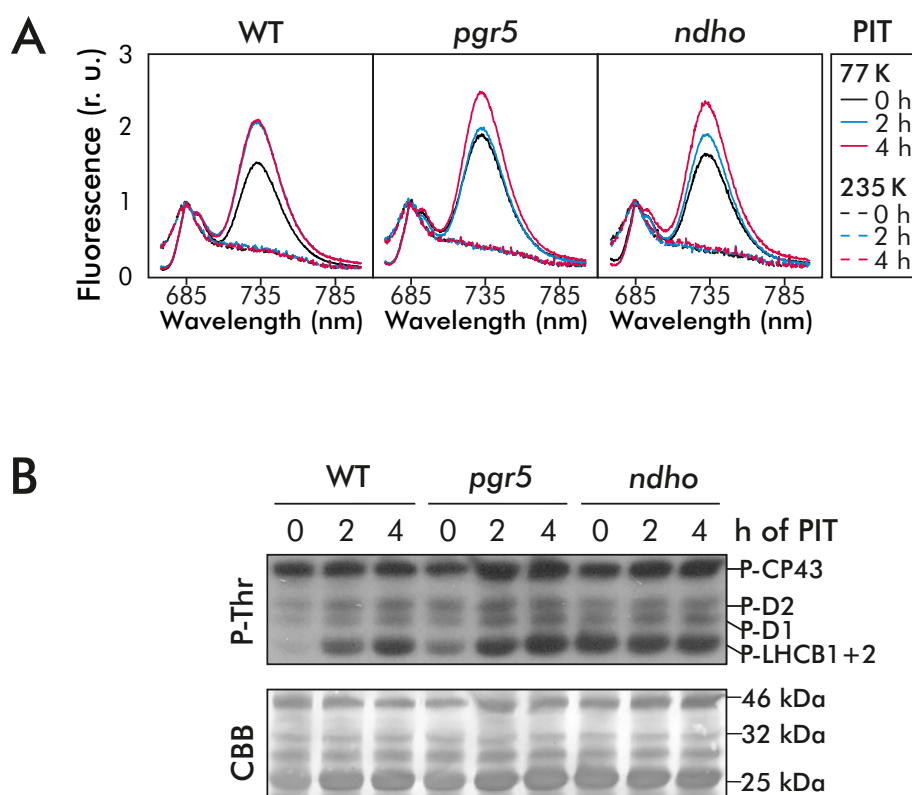 A
WT
pgr5
ndho
PIT
Fluorescence (r. u.)
3
2
1
0
685 735 785
685 735 785
685 735 785
Wavelength (nm)
Wavelength (nm)
Wavelength (nm)
77 K
0 h
2 h
4 h
235 K
0 h
2 h
4 h
B
WT
pgr5
ndho
0 2 4 0 2 4 0 2 4 h of PIT
P-Thr
P-CP43
P-D2
P-D1
P-LHCB1+2
CBB
46 kDa
32 kDa
25 kDa